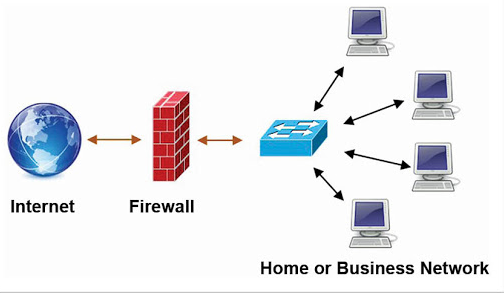 Internet
Firewall
Home or Business Network